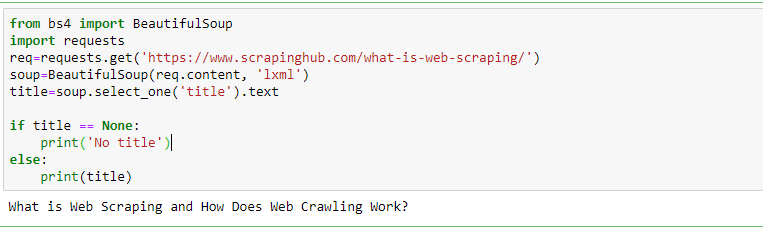 from bs4 import BeautifulSoup
import requests
req=requests.get('https://www.scrapinghub.com/what-is-web-scraping/')
soup=BeautifulSoup(req.content, 'lxml')
title=soup.select_one('title').text

if title == None:
    print('No title')
else:
    print(title)
What is Web Scraping and How Does Web Crawling Work?